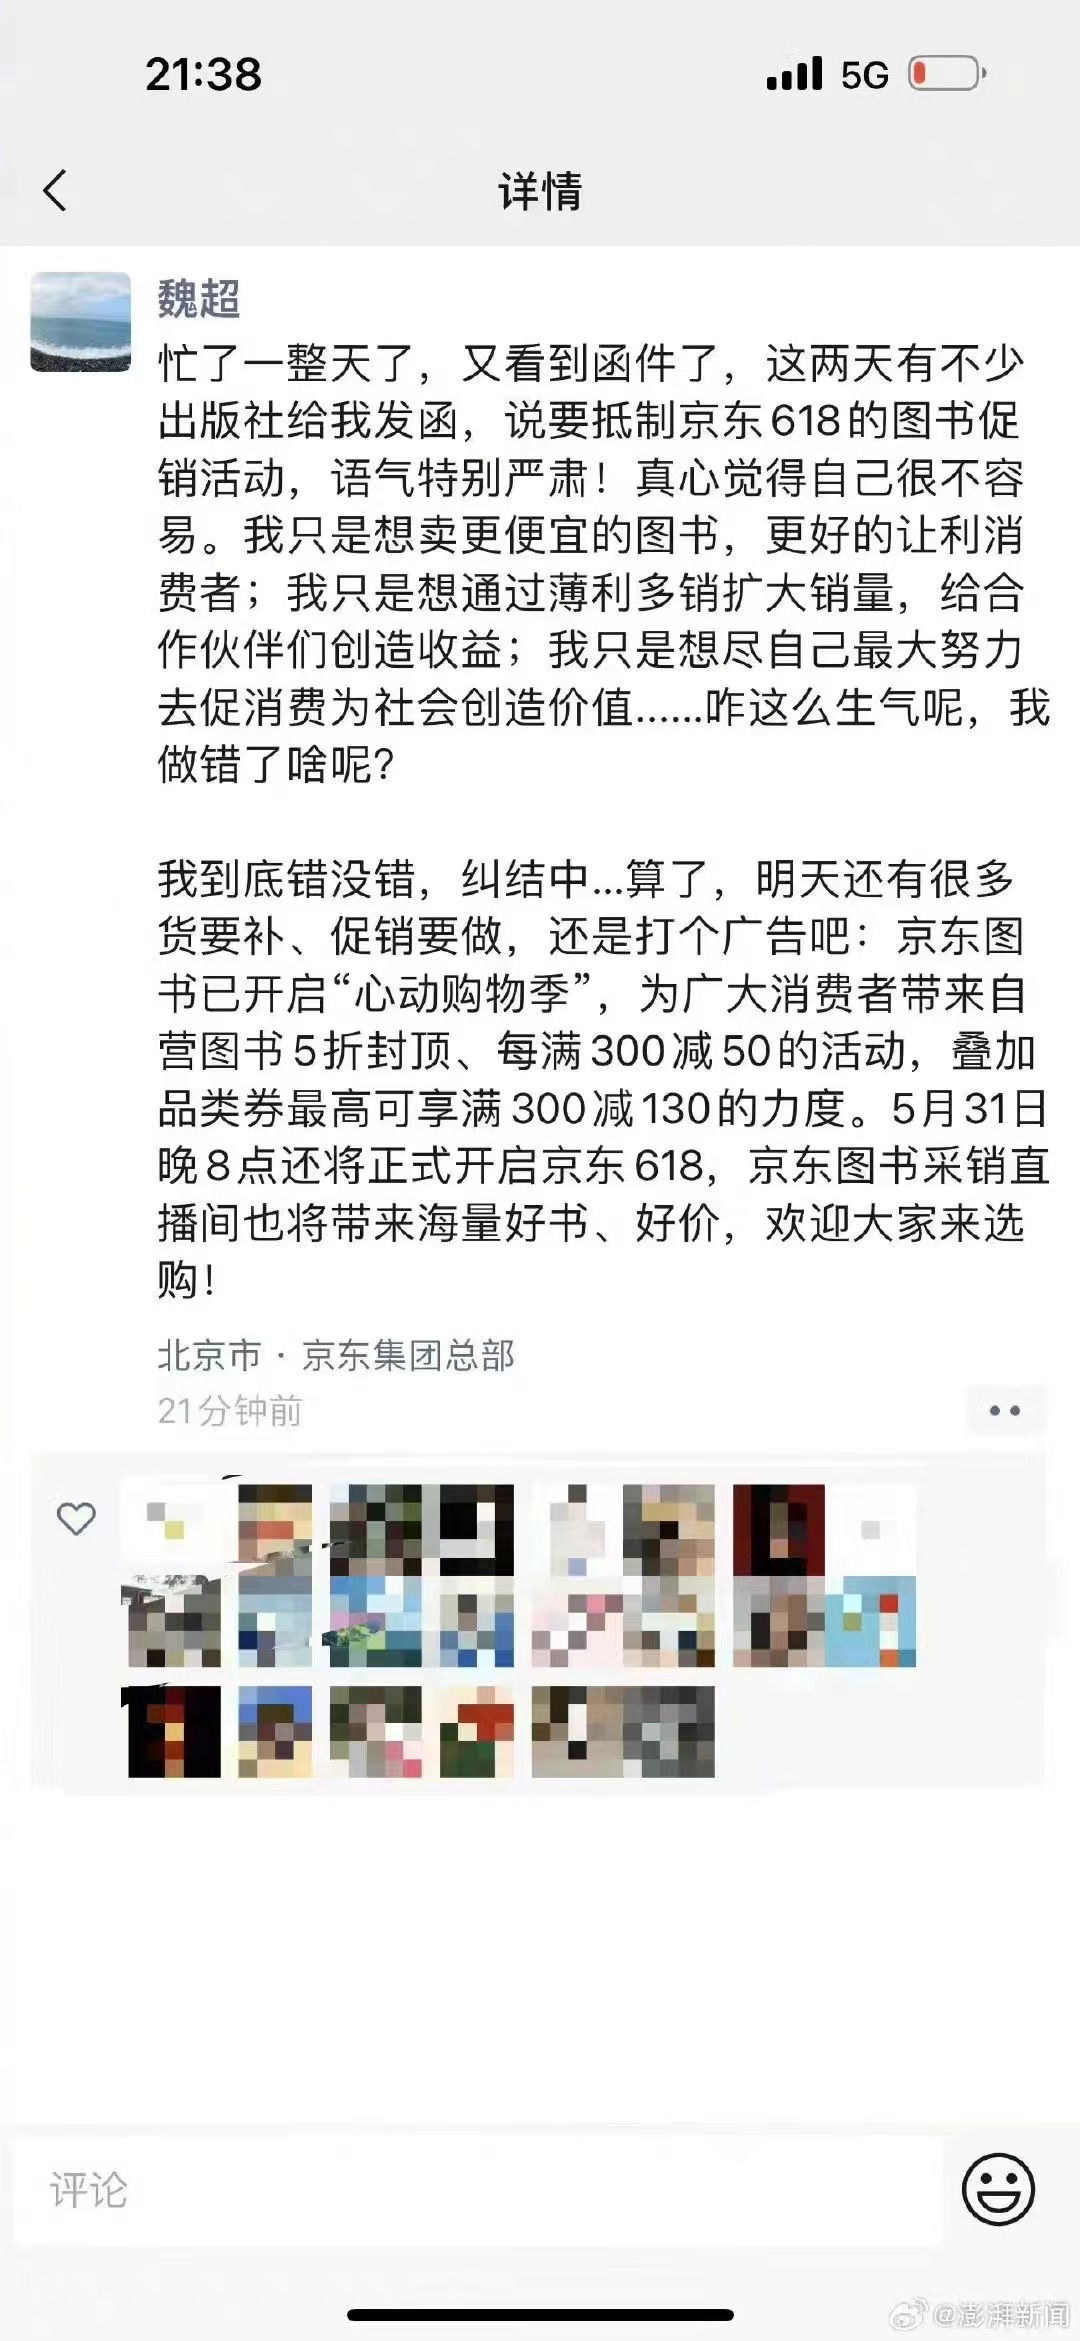 21:38
5G
详情
魏超
忙了一整天了，又看到函件了，这两天有不少
出版社给我发函，说要抵制京东618的图书促
销活动，语气特别严肃！真心觉得自己很不容
易。我只是想卖更便宜的图书，更好的让利消
费者；我只是想通过薄利多销扩大销量，给合
作伙伴们创造收益；我只是想尽自己最大努力
去促消费为社会创造价值......咋这么生气呢，我
做错了啥呢？
我到底错没错，纠结中...算了，明天还有很多
货要补、促销要做，还是打个广告吧：京东图
书已开启“心动购物季”，为广大消费者带来自
营图书5折封顶、每满300减50的活动，叠加
品类券最高可享满300减130的力度。5月31日
晚8点还将正式开启京东618，京东图书采销直
播间也将带来海量好书、好价，欢迎大家来选
购！
北京市·京东集团总部
21分钟前
评论
@澎湃新闻